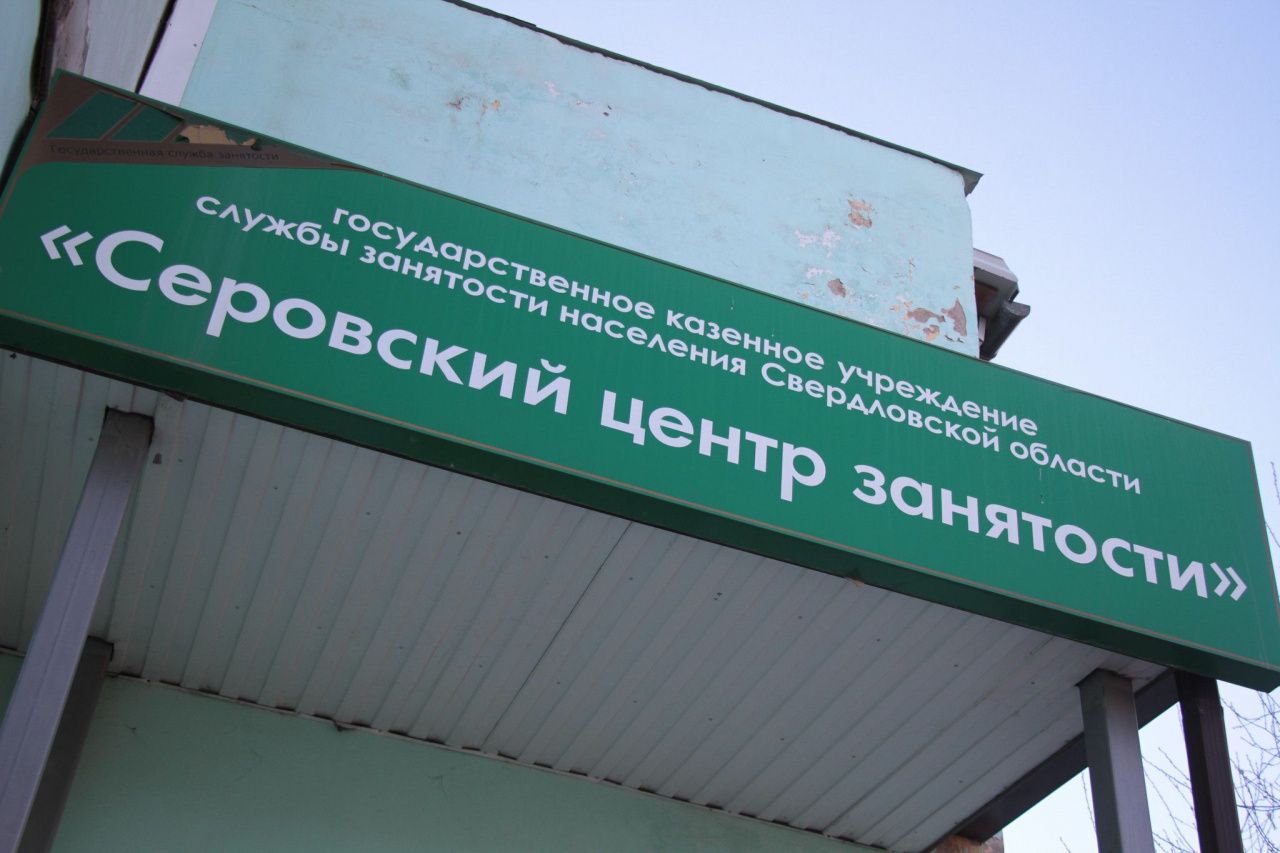 Государственная служба занятости
государственное казенное учреждение
службы занятости населения Свердловской области
«Серовский центр занятости»